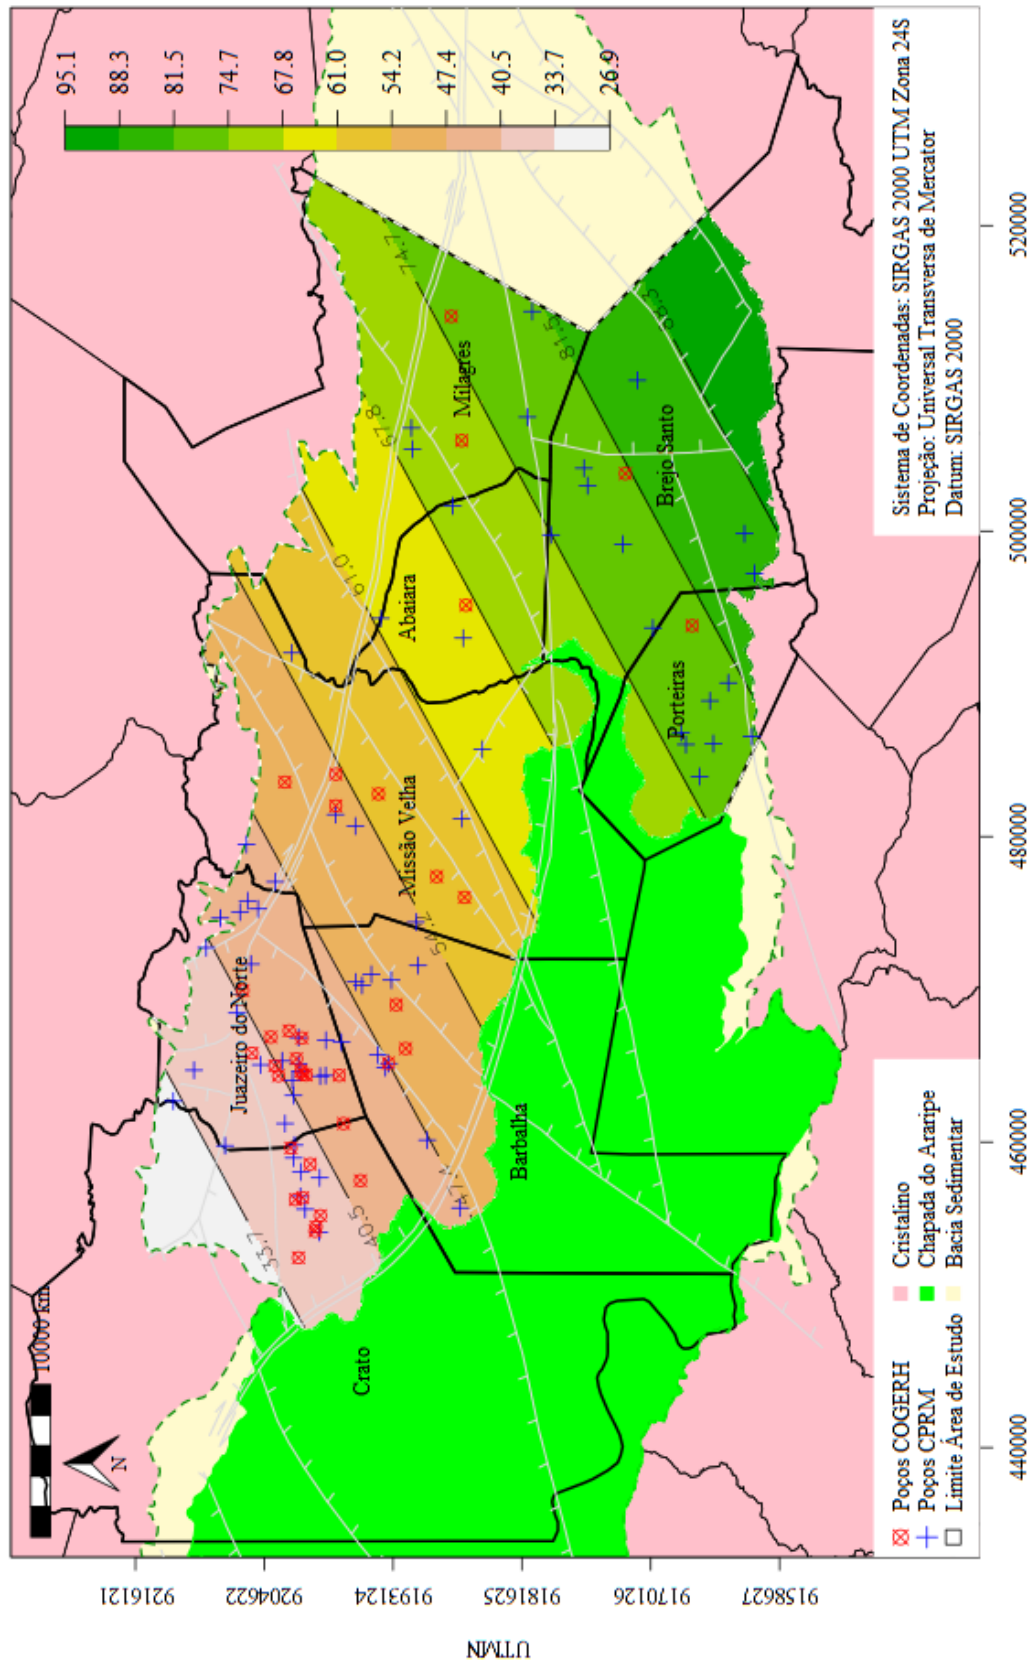 10000 km
N
95.1
88.3
81.5
74.7
67.8
61.0
54.2
47.4
40.5
33.7
26.9
Juazeiro do Norte
Crato
Barbalha
Missão Velha
Abaiara
Milagres
Porteiras
Brejo Santo
33.7
40.5
47.4
54.2
61.0
67.8
74.7
81.5
88.3
Poços COGERH
Poços CPRM
Limite Área de Estudo
Cristalino
Chapada do Araripe
Bacia Sedimentar
Sistema de Coordenadas: SIRGAS 2000 UTM Zona 24S
Projeção: Universal Transversa de Mercator
Datum: SIRGAS 2000
UTMN
9216121
9204622
9193124
9181625
9170126
9158627
440000
460000
480000
500000
520000